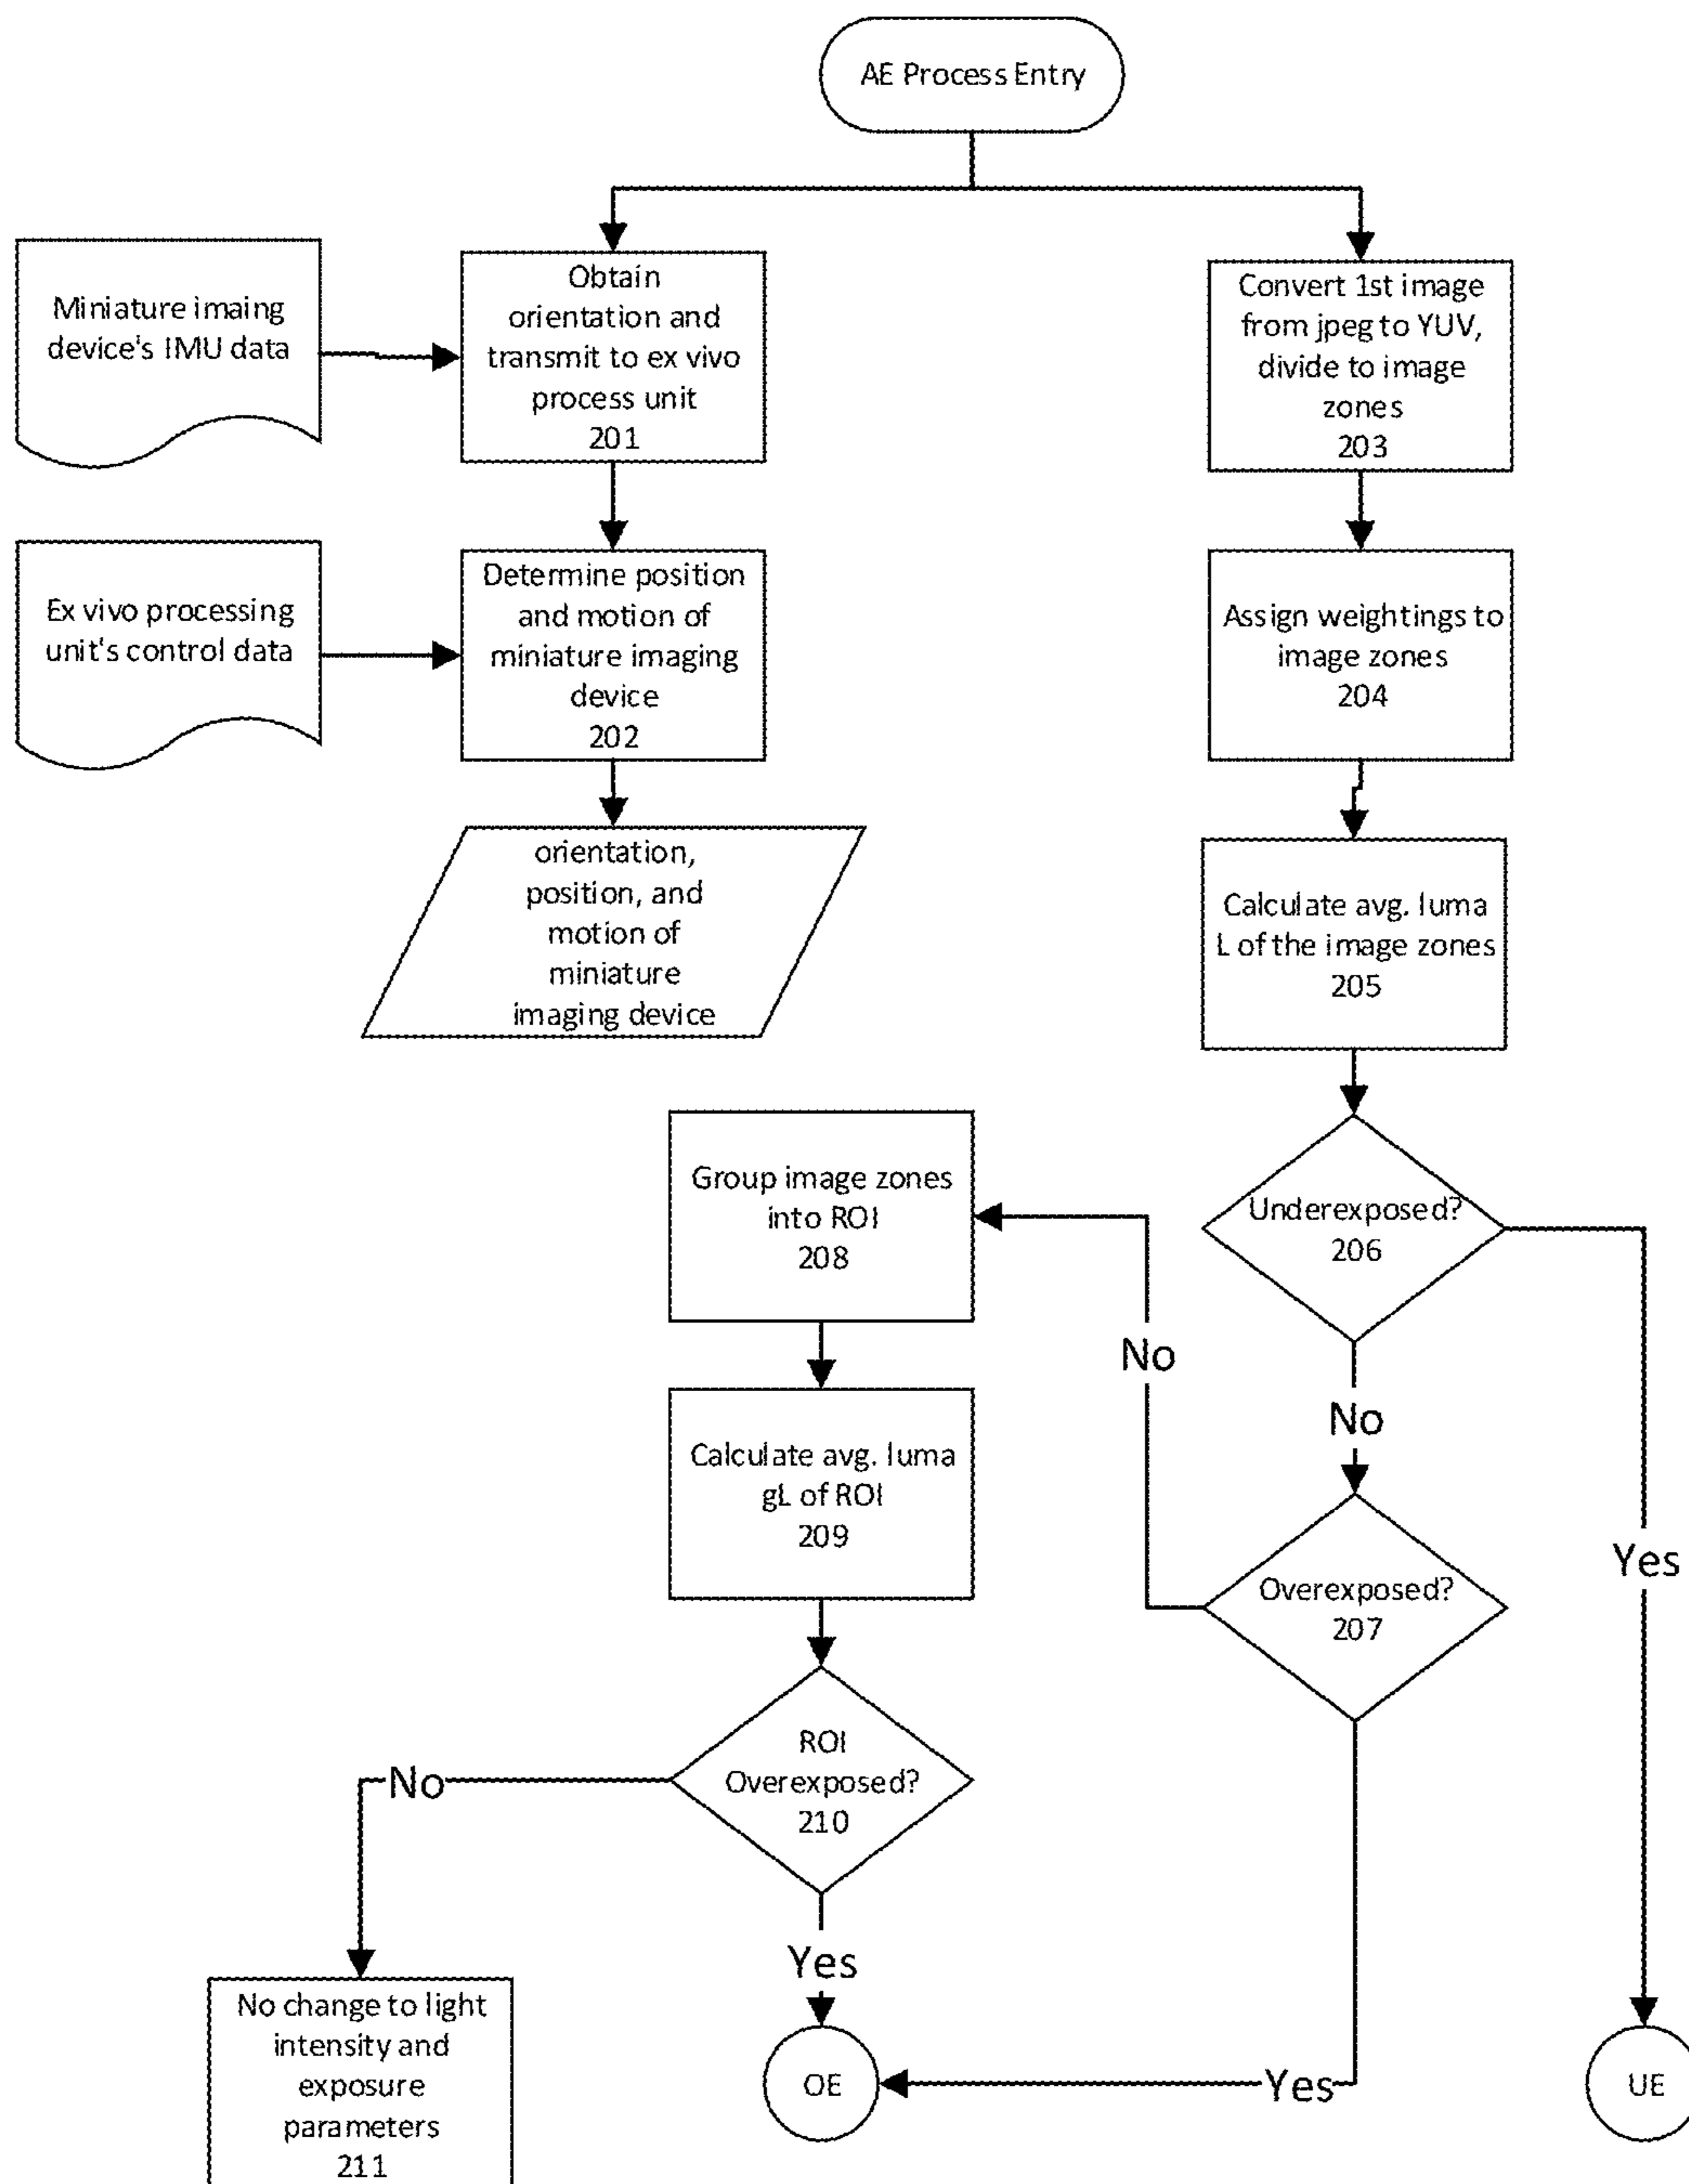 AE Process Entry
Miniature imaing
device's IMU data
Obtain
orientation and
transmit to ex vivo
process unit
201
Convert 1st image
from jpeg to YUV,
divide to image
zones
203
Ex vivo processing
unit's control data
Determine position
and motion of
miniature imaging
device
202
Assign weightings to
image zones
204
orientation,
position, and
motion of
miniature
imaging device
Calculate avg. luma
L of the image zones
205
Group image zones
into ROI
208
Underexposed?
206
No
No
Yes
Calculate avg. luma
gL of ROI
209
Overexposed?
207
ROI
Overexposed?
210
No
Yes
No change to light
intensity and
exposure
parameters
211
OE
Yes
UE